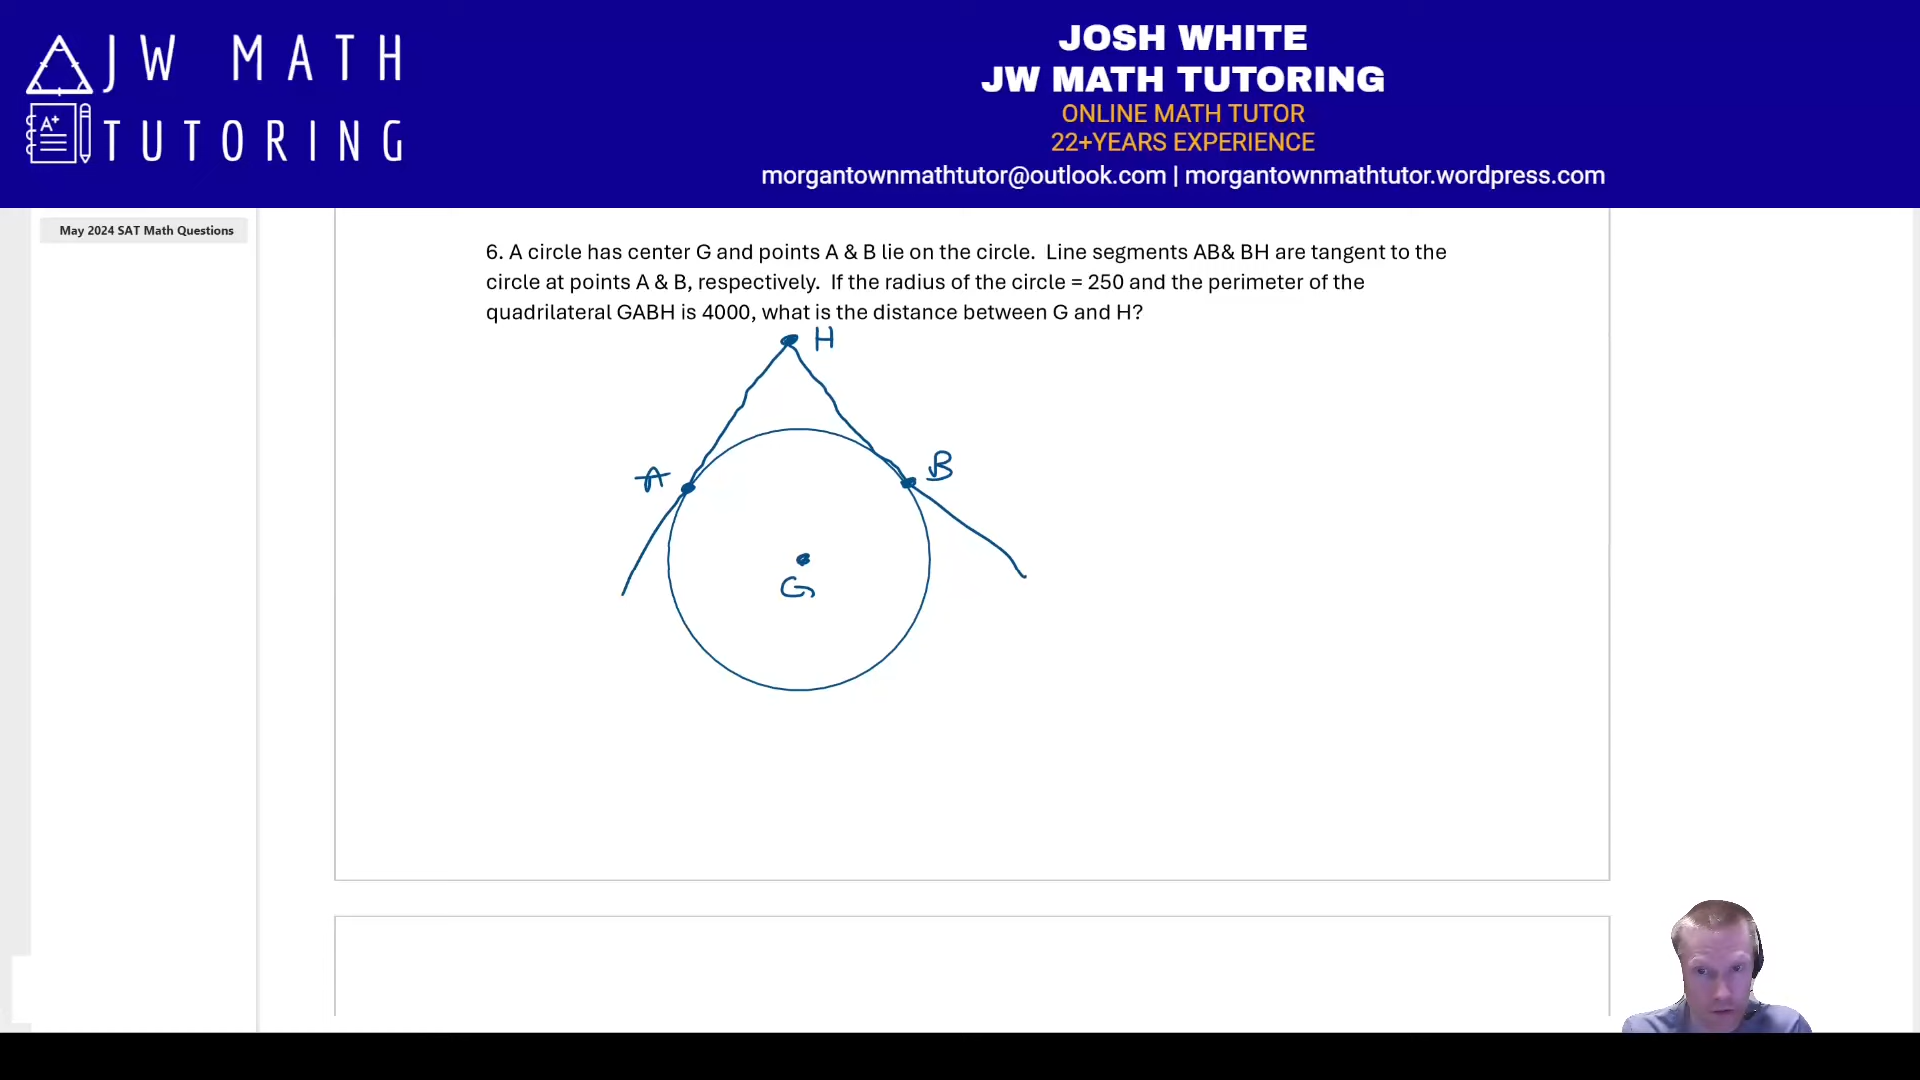 JW MATH
TUTORING
A+
JOSH WHITE
JW MATH TUTORING
ONLINE MATH TUTOR
22+YEARS EXPERIENCE
morgantownmathtutor@outlook.com | morgantownmathtutor.wordpress.com
May 2024 SAT Math Questions
6. A circle has center G and points A & B lie on the circle.  Line segments AB& BH are tangent to the
circle at points A & B, respectively.  If the radius of the circle = 250 and the perimeter of the
quadrilateral GABH is 4000, what is the distance between G and H?
H
A
B
G